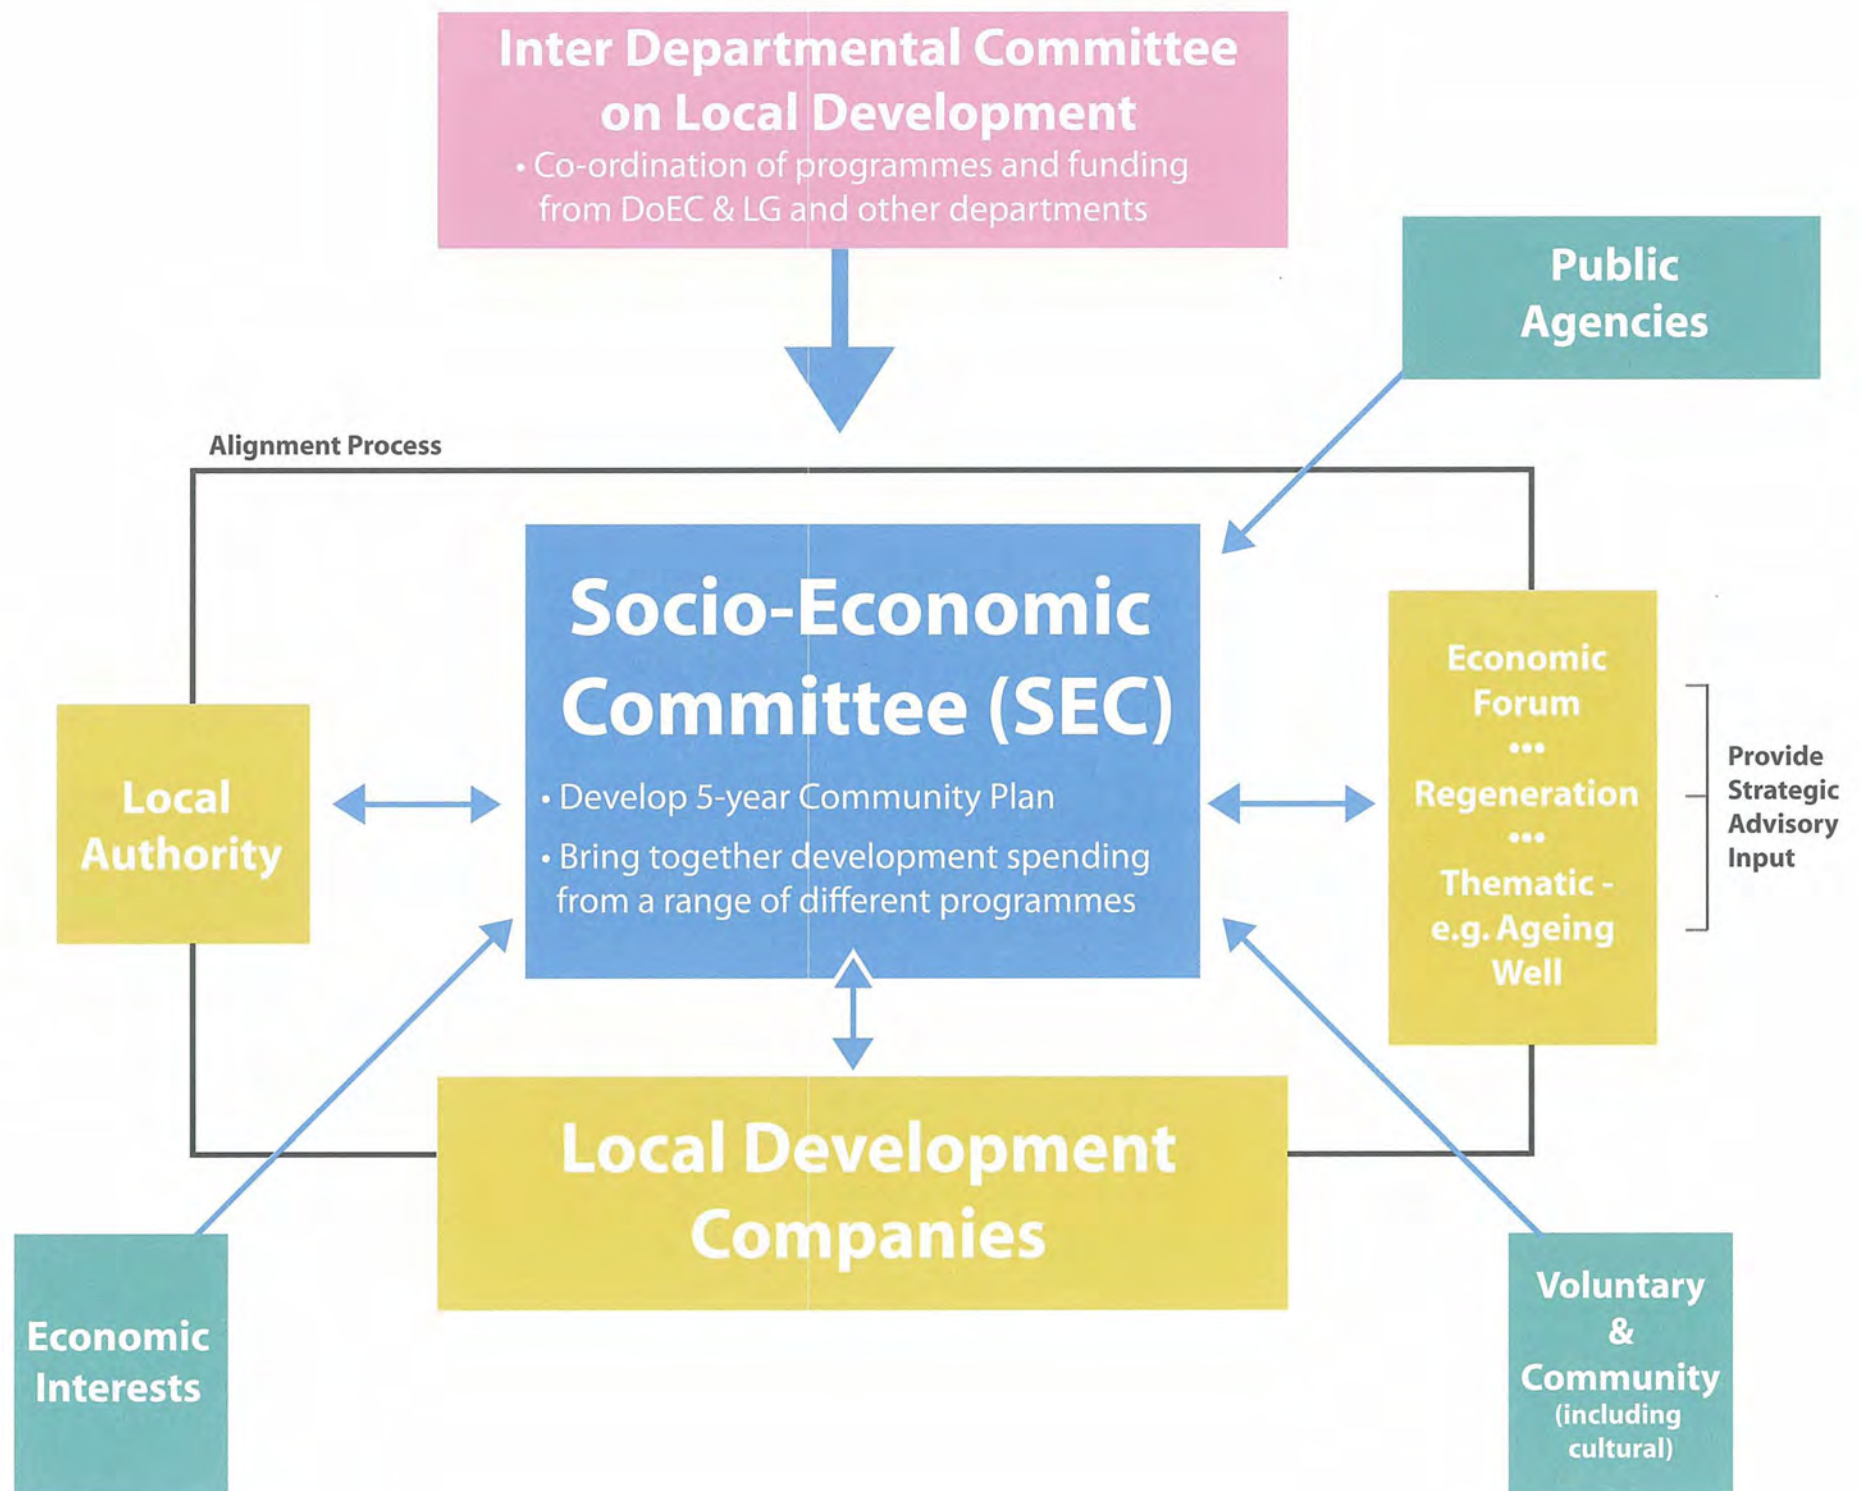 Inter Departmental Committee
on Local Development
• Co-ordination of programmes and funding
from DoEC & LG and other departments
Public
Agencies
Alignment Process
Socio-Economic
Committee (SEC)
• Develop 5-year Community Plan
• Bring together development spending
from a range of different programmes
Local
Authority
Economic
Forum
•••
Regeneration
•••
Thematic -
e.g. Ageing
Well
Provide
Strategic
Advisory
Input
Local Development
Companies
Economic
Interests
Voluntary
&
Community
(including
cultural)